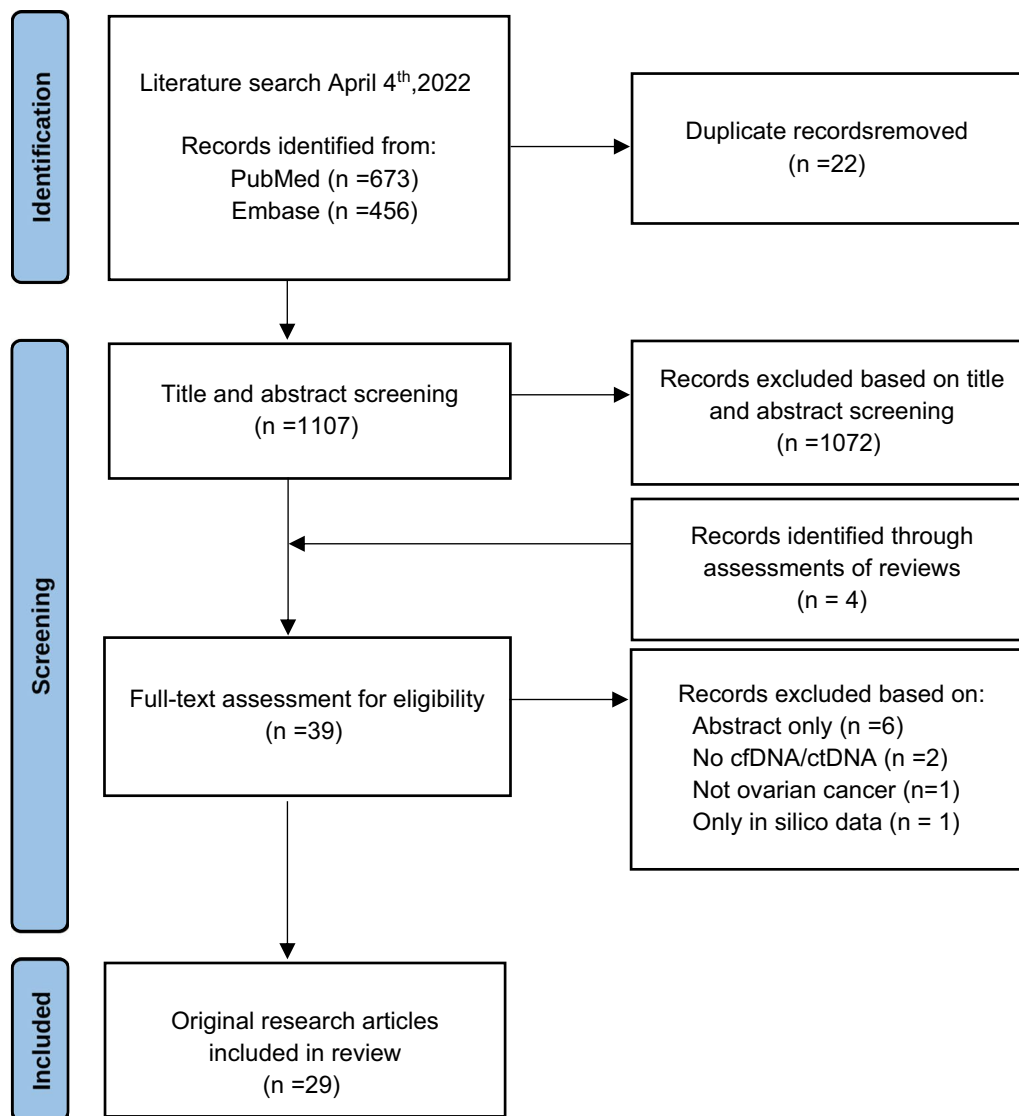 Identification
Literature search April 4th,2022
Records identified from:
PubMed (n =673)
Embase (n =456)
Duplicate recordsremoved
(n =22)
Screening
Title and abstract screening
(n =1107)
Records excluded based on title
and abstract screening
(n =1072)
Records identified through
assessments of reviews
(n = 4)
Full-text assessment for eligibility
(n =39)
Records excluded based on:
Abstract only (n =6)
No cfDNA/ctDNA (n =2)
Not ovarian cancer (n=1)
Only in silico data (n = 1)
Included
Original research articles
included in review
(n =29)